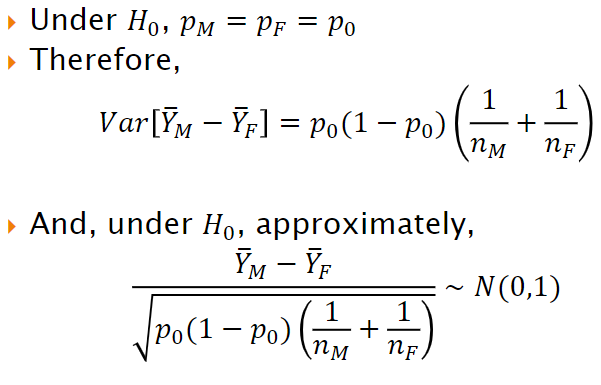 Under H₀, p_M = p_F = p₀
Therefore,
Var[Ȳ_M − Ȳ_F] = p₀(1 − p₀) (1/n_M + 1/n_F)
And, under H₀, approximately,
(Ȳ_M − Ȳ_F) / √(p₀(1 − p₀) (1/n_M + 1/n_F)) ~ N(0,1)